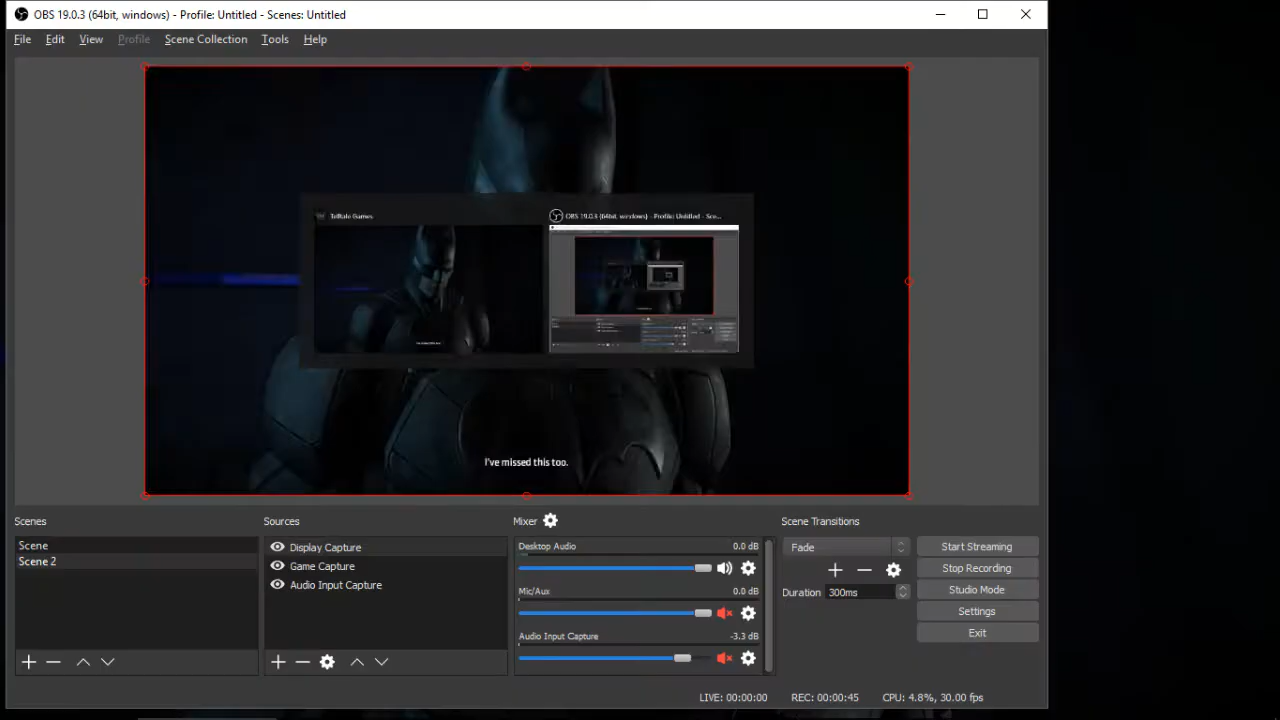 OBS 19.0.3 (64bit, windows) - Profile: Untitled - Scenes: Untitled
File Edit View Profile Scene Collection Tools Help
Telltale Games
OBS 19.0.3 (64bit, windows) - Profile: Untitled - Sce...
I've missed this too.
Scenes
Scene
Scene 2
Sources
Display Capture
Game Capture
Audio Input Capture
Mixer
Desktop Audio 0.0 dB
Mic/Aux 0.0 dB
Audio Input Capture -3.3 dB
Scene Transitions
Fade
Duration 300ms
Start Streaming
Stop Recording
Studio Mode
Settings
Exit
LIVE: 00:00:00 REC: 00:00:45 CPU: 4.8%, 30.00 fps